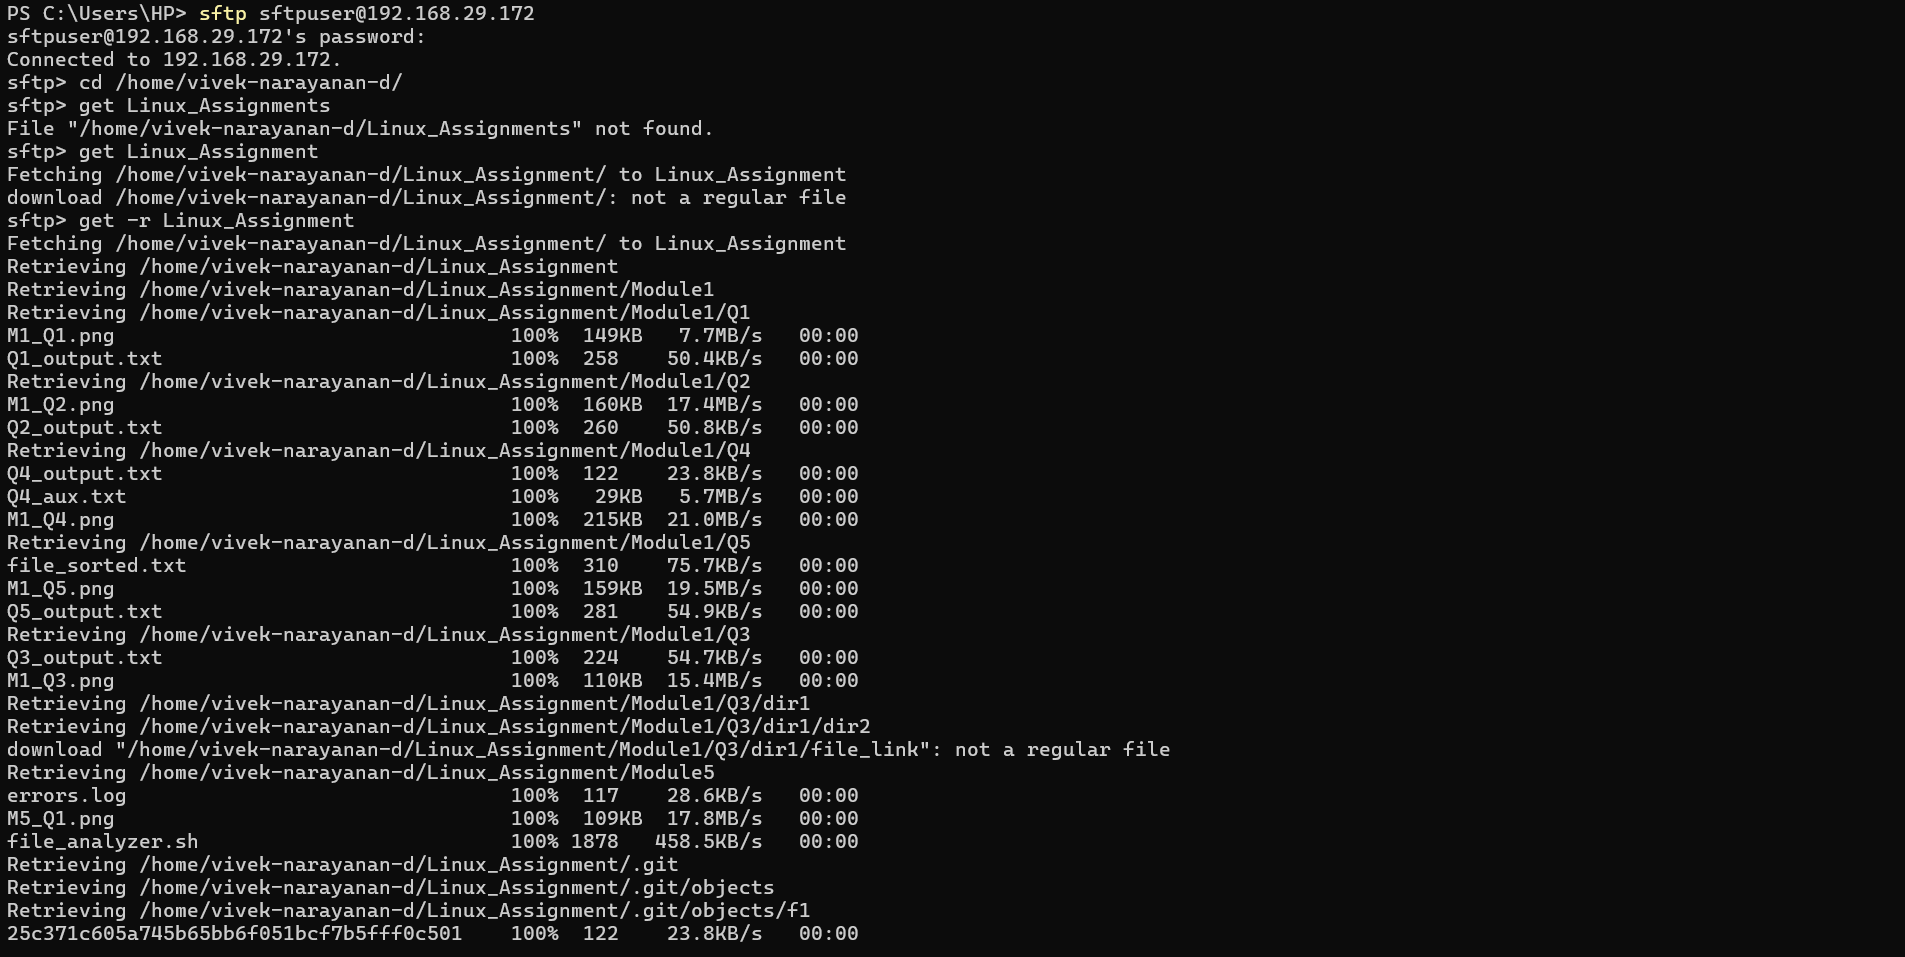 PS C:\Users\HP> sftp sftpuser@192.168.29.172
sftpuser@192.168.29.172's password:
Connected to 192.168.29.172.
sftp> cd /home/vivek-narayanan-d/
sftp> get Linux_Assignments
File "/home/vivek-narayanan-d/Linux_Assignments" not found.
sftp> get Linux_Assignment
Fetching /home/vivek-narayanan-d/Linux_Assignment/ to Linux_Assignment
download /home/vivek-narayanan-d/Linux_Assignment/: not a regular file
sftp> get -r Linux_Assignment
Fetching /home/vivek-narayanan-d/Linux_Assignment/ to Linux_Assignment
Retrieving /home/vivek-narayanan-d/Linux_Assignment
Retrieving /home/vivek-narayanan-d/Linux_Assignment/Module1
Retrieving /home/vivek-narayanan-d/Linux_Assignment/Module1/Q1
M1_Q1.png                                 100%  149KB   7.7MB/s   00:00
Q1_output.txt                             100%  258    50.4KB/s   00:00
Retrieving /home/vivek-narayanan-d/Linux_Assignment/Module1/Q2
M1_Q2.png                                 100%  160KB  17.4MB/s   00:00
Q2_output.txt                             100%  260    50.8KB/s   00:00
Retrieving /home/vivek-narayanan-d/Linux_Assignment/Module1/Q4
Q4_output.txt                             100%  122    23.8KB/s   00:00
Q4_aux.txt                                100%   29KB   5.7MB/s   00:00
M1_Q4.png                                 100%  215KB  21.0MB/s   00:00
Retrieving /home/vivek-narayanan-d/Linux_Assignment/Module1/Q5
file_sorted.txt                           100%  310    75.7KB/s   00:00
M1_Q5.png                                 100%  159KB  19.5MB/s   00:00
Q5_output.txt                             100%  281    54.9KB/s   00:00
Retrieving /home/vivek-narayanan-d/Linux_Assignment/Module1/Q3
Q3_output.txt                             100%  224    54.7KB/s   00:00
M1_Q3.png                                 100%  110KB  15.4MB/s   00:00
Retrieving /home/vivek-narayanan-d/Linux_Assignment/Module1/Q3/dir1
Retrieving /home/vivek-narayanan-d/Linux_Assignment/Module1/Q3/dir1/dir2
download "/home/vivek-narayanan-d/Linux_Assignment/Module1/Q3/dir1/file_link": not a regular file
Retrieving /home/vivek-narayanan-d/Linux_Assignment/Module5
errors.log                                100%  117    28.6KB/s   00:00
M5_Q1.png                                 100%  109KB  17.8MB/s   00:00
file_analyzer.sh                          100% 1878   458.5KB/s   00:00
Retrieving /home/vivek-narayanan-d/Linux_Assignment/.git
Retrieving /home/vivek-narayanan-d/Linux_Assignment/.git/objects
Retrieving /home/vivek-narayanan-d/Linux_Assignment/.git/objects/f1
25c371c605a745b65bb6f051bcf7b5fff0c501    100%  122    23.8KB/s   00:00